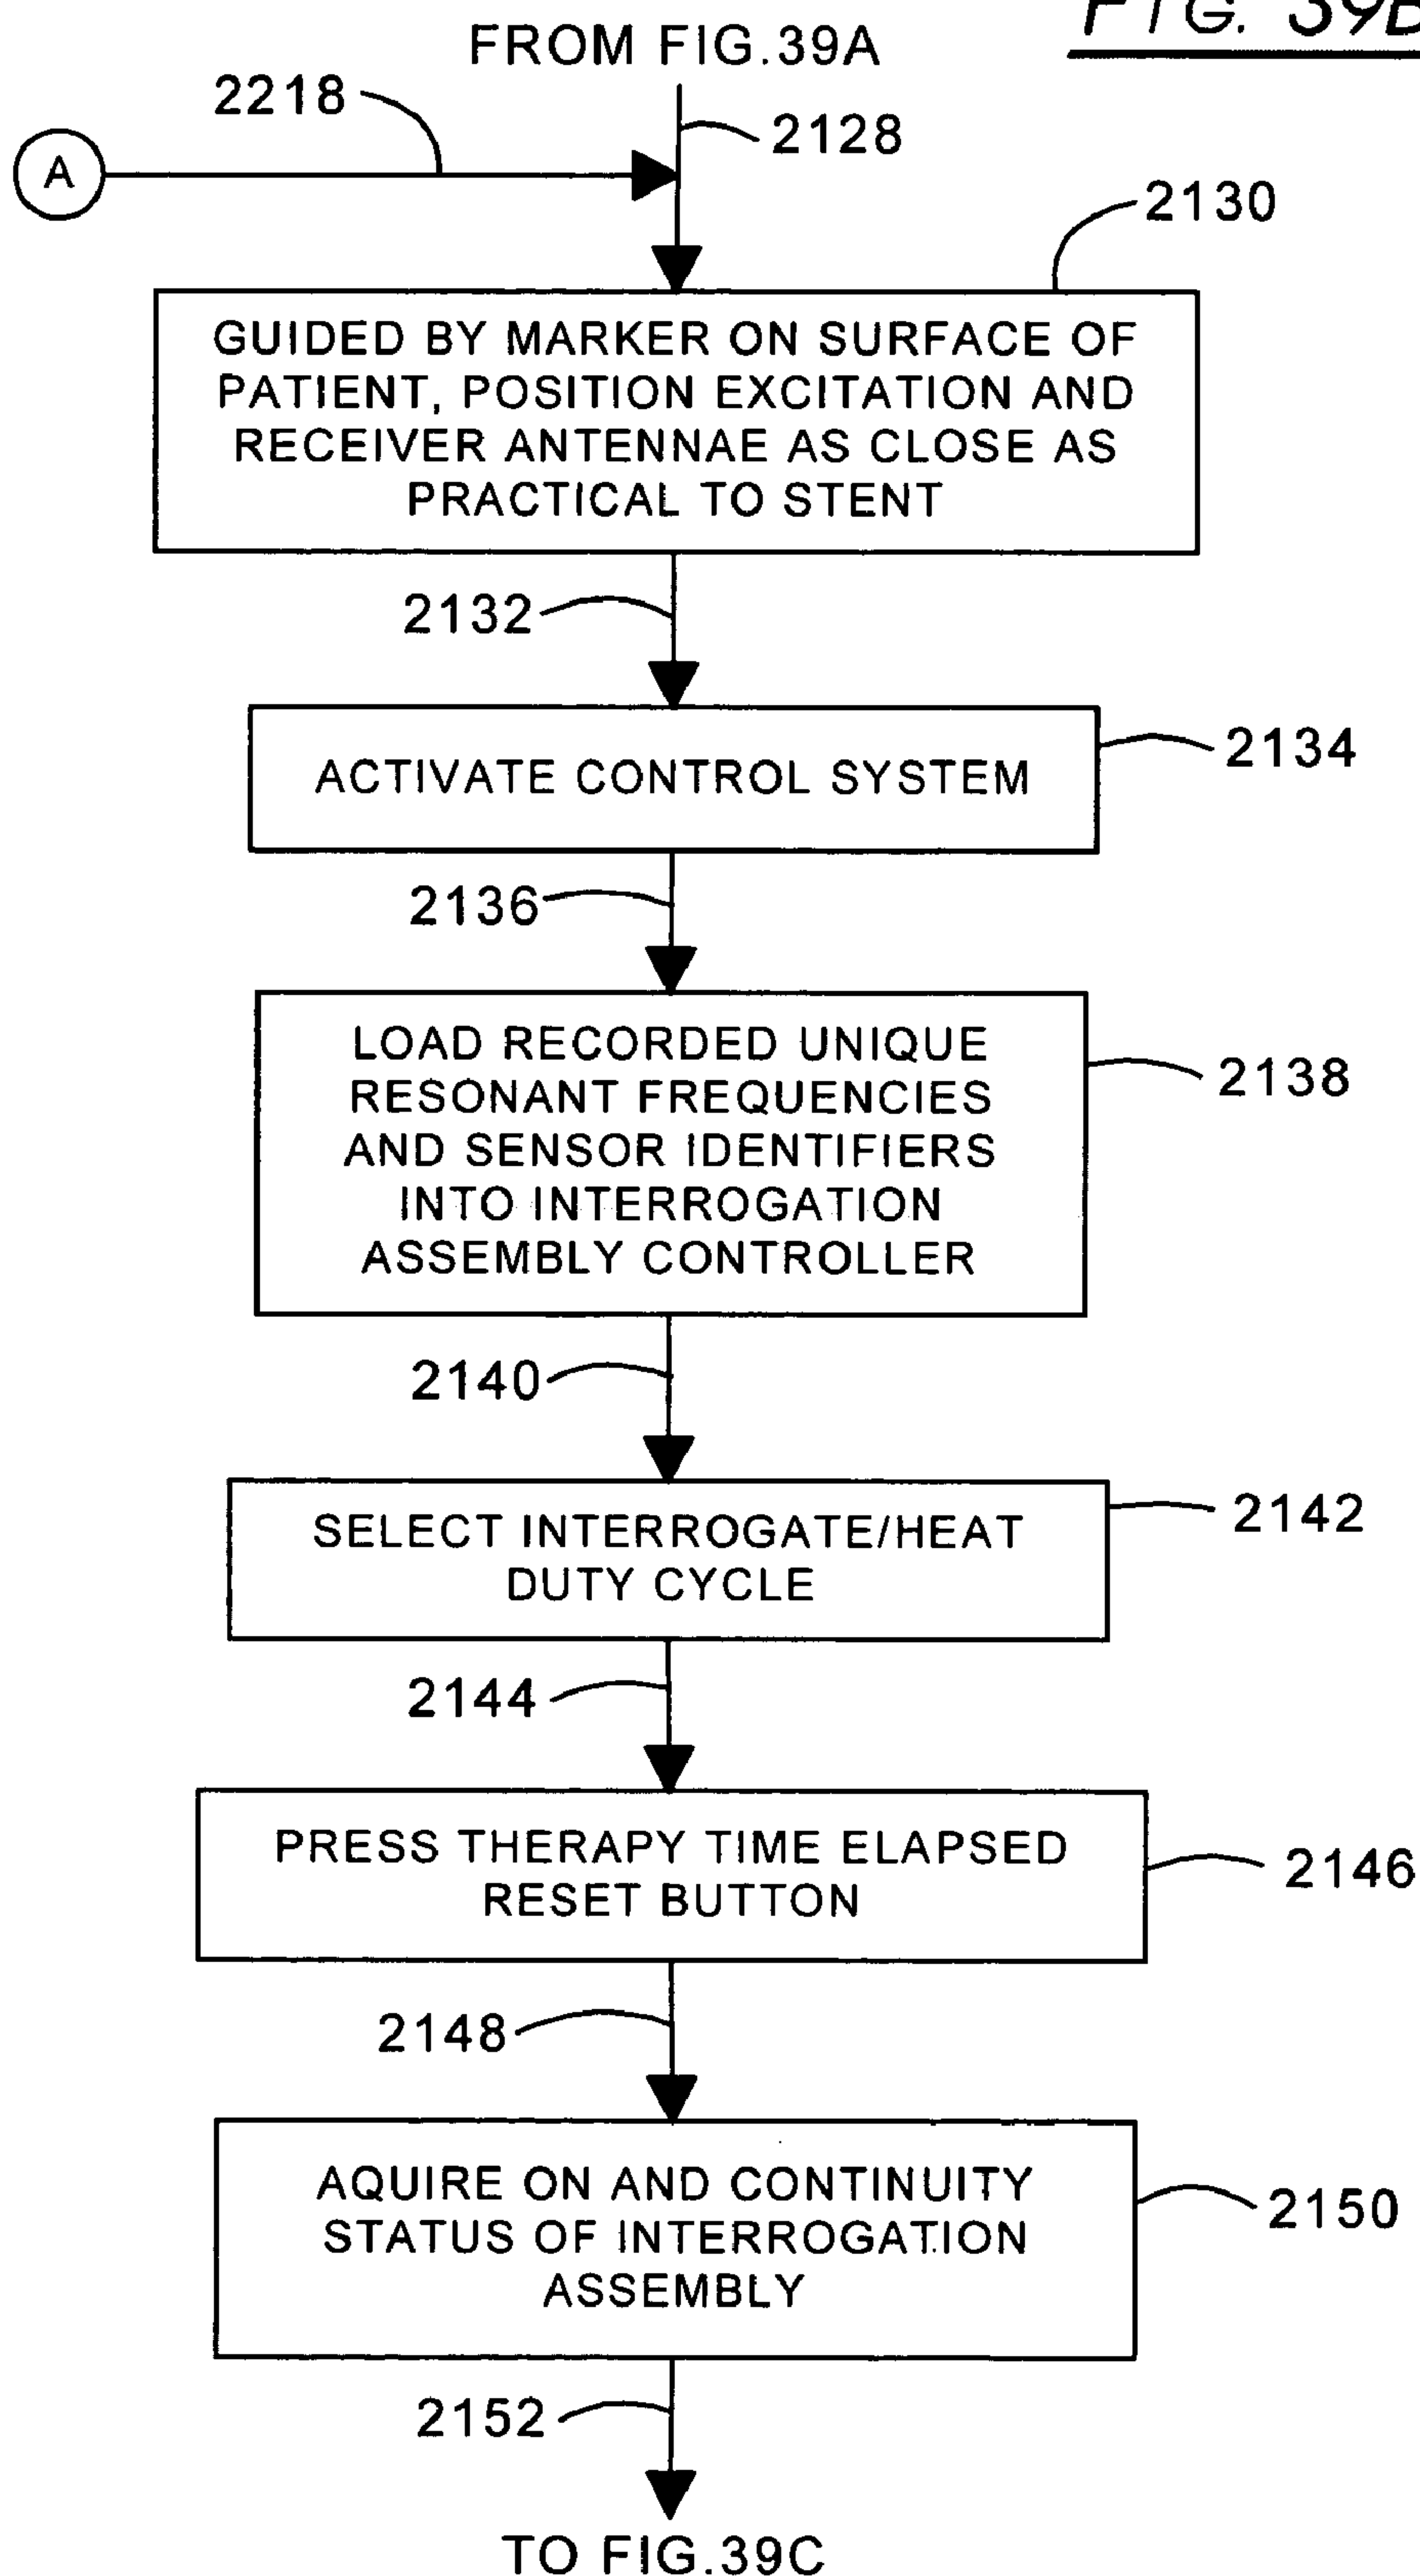 FIG. 39B
FROM FIG.39A
2218
2128
A
2130
GUIDED BY MARKER ON SURFACE OF
PATIENT, POSITION EXCITATION AND
RECEIVER ANTENNAE AS CLOSE AS
PRACTICAL TO STENT
2132
2134
ACTIVATE CONTROL SYSTEM
2136
LOAD RECORDED UNIQUE
RESONANT FREQUENCIES
AND SENSOR IDENTIFIERS
INTO INTERROGATION
ASSEMBLY CONTROLLER
2138
2140
2142
SELECT INTERROGATE/HEAT
DUTY CYCLE
2144
PRESS THERAPY TIME ELAPSED
RESET BUTTON
2146
2148
AQUIRE ON AND CONTINUITY
STATUS OF INTERROGATION
ASSEMBLY
2150
2152
TO FIG.39C